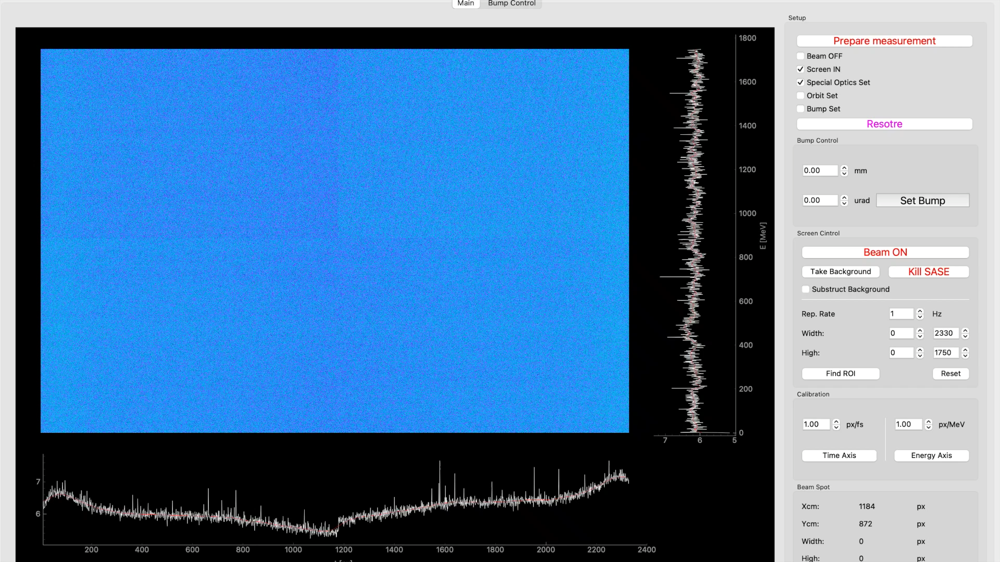 Main Bump Control
Setup
Prepare measurement
Beam OFF
Screen IN
Special Optics Set
Orbit Set
Bump Set
Resotre
Bump Control
0.00 mm
0.00 urad Set Bump
Screen Cintrol
Beam ON
Take Background Kill SASE
Substruct Background
Rep. Rate 1 Hz
Width: 0 2330
High: 0 1750
Find ROI Reset
Calibration
1.00 px/fs 1.00 px/MeV
Time Axis Energy Axis
Beam Spot
Xcm: 1184 px
Ycm: 872 px
Width: 0 px
High: 0 px
1800
1600
1400
1200
1000
800
600
400
200
0
E [MeV]
7 6 5
7
6
200 400 600 800 1000 1200 1400 1600 1800 2000 2200 2400